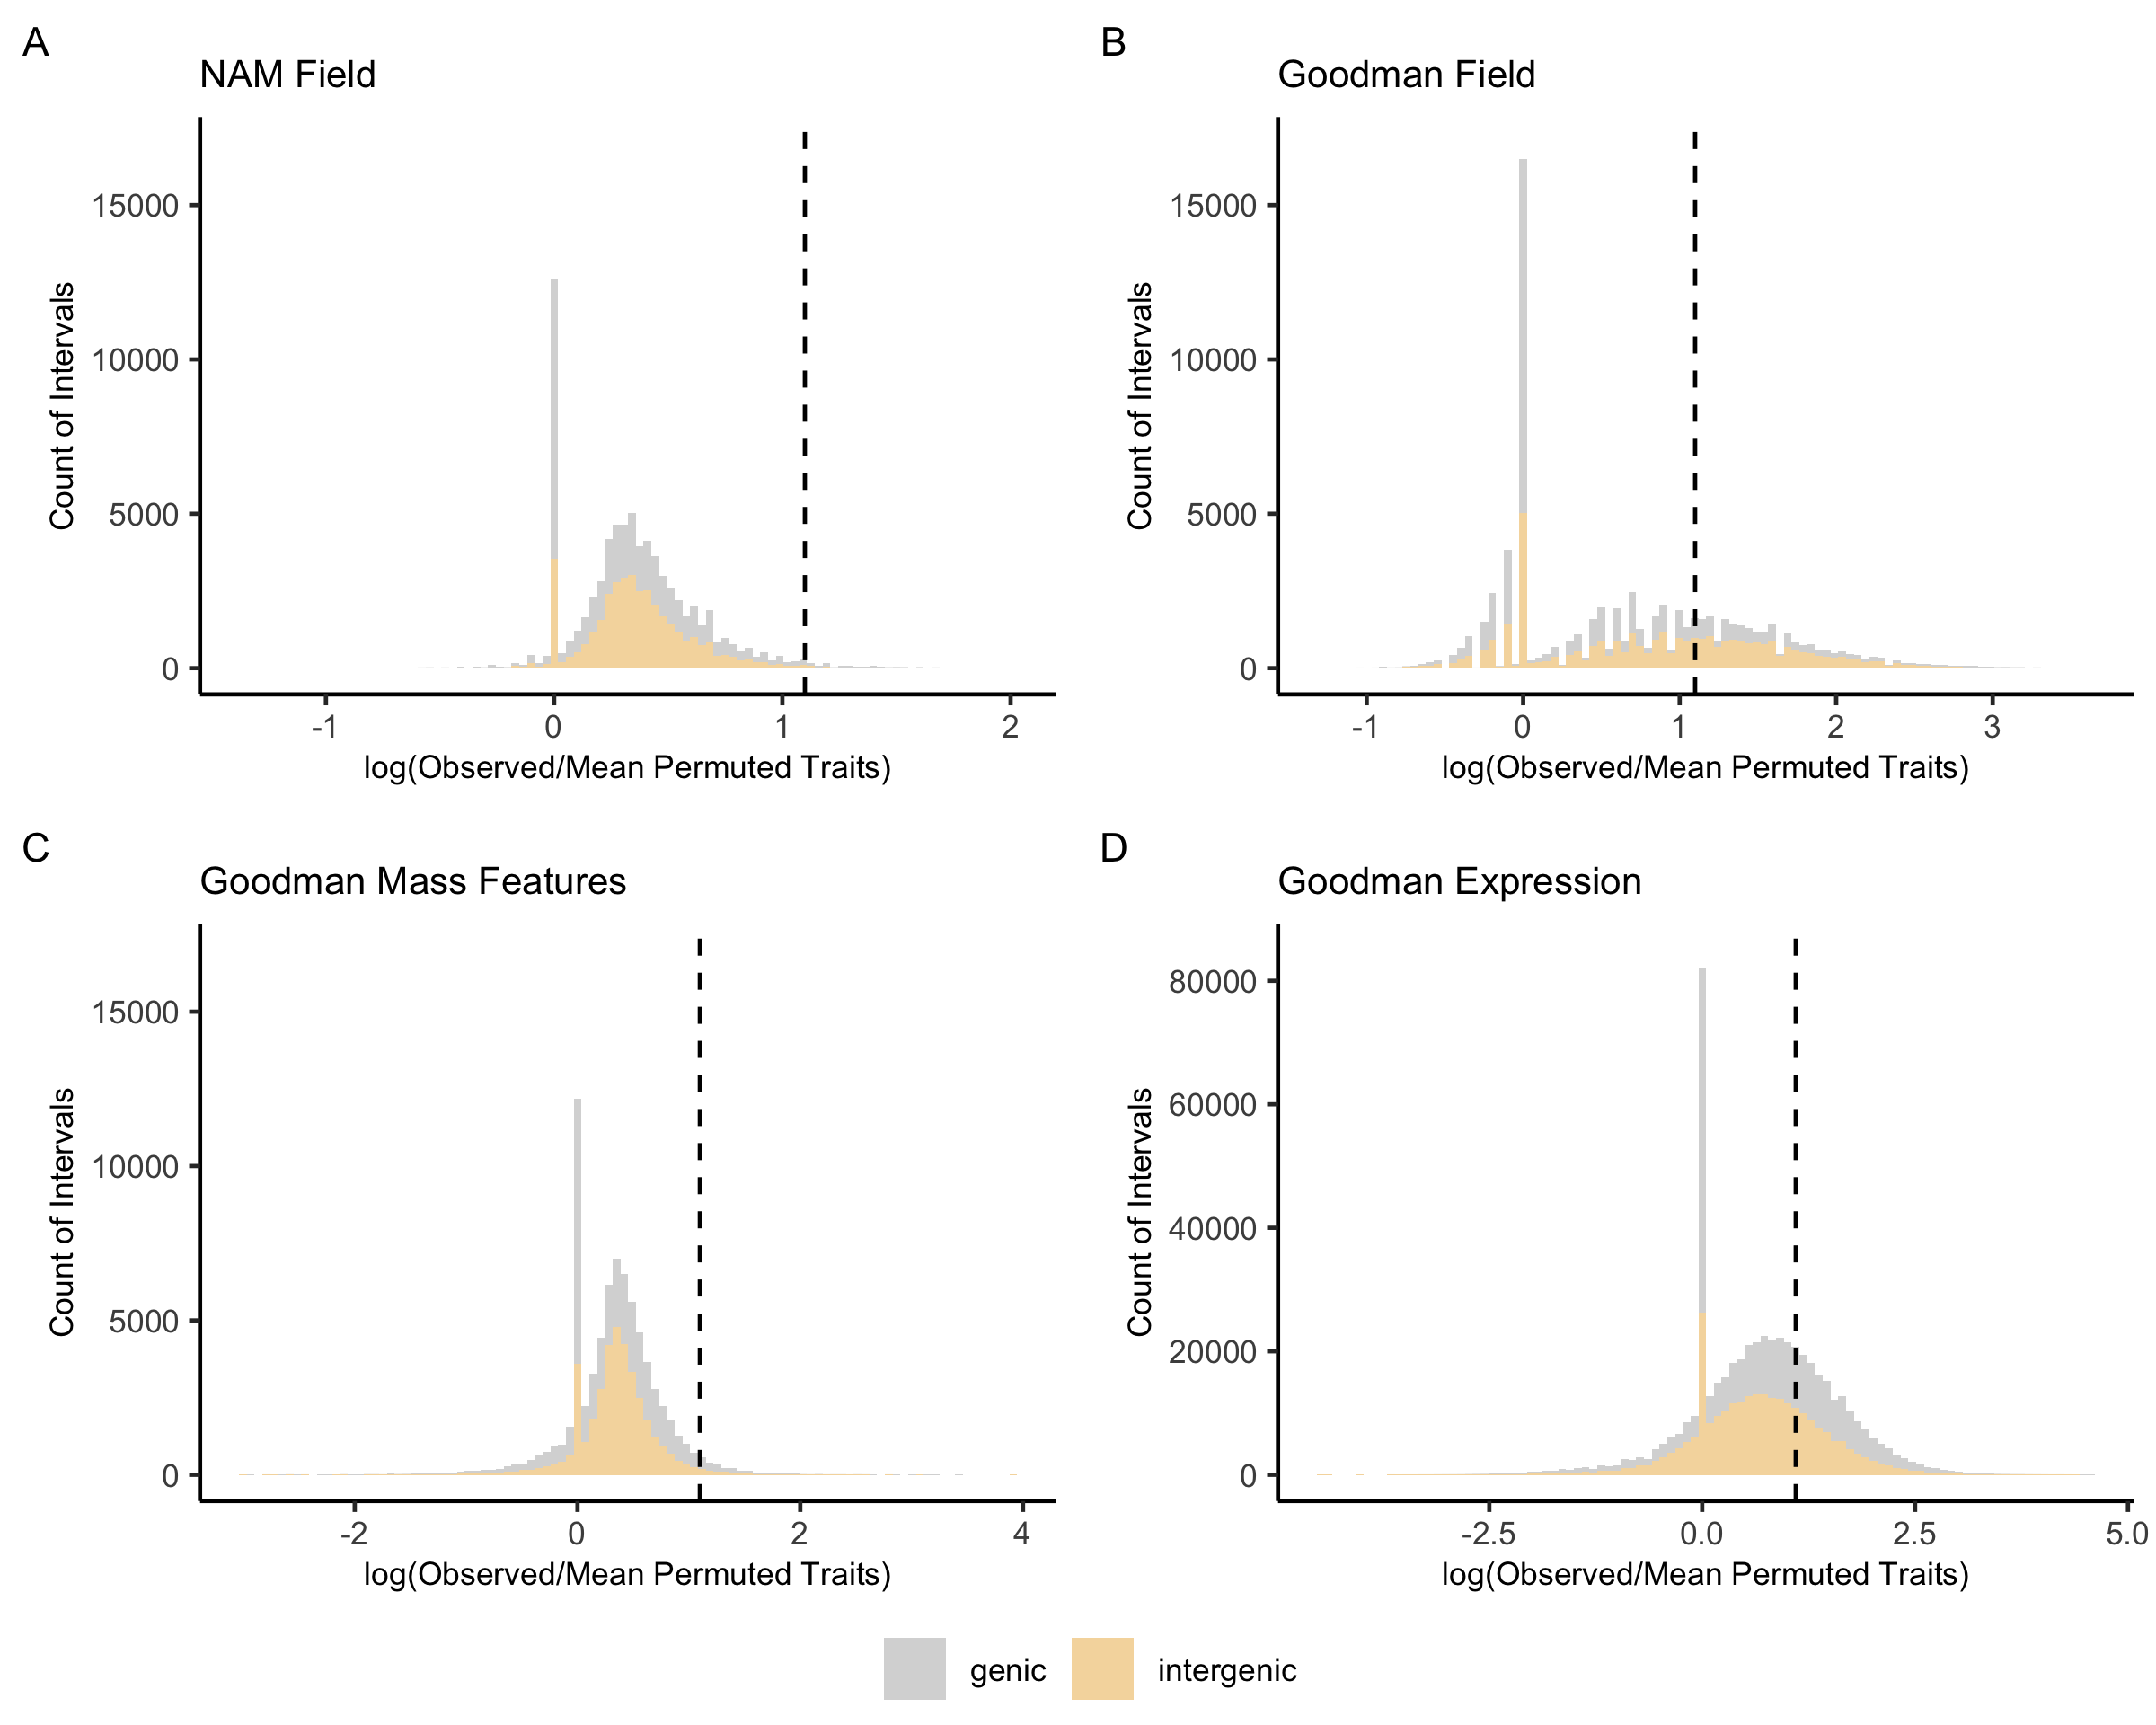 A
NAM Field
Count of Intervals
15000
10000
5000
0
-1
0
1
2
log(Observed/Mean Permuted Traits)
B
Goodman Field
Count of Intervals
15000
10000
5000
0
-1
0
1
2
3
log(Observed/Mean Permuted Traits)
C
Goodman Mass Features
Count of Intervals
15000
10000
5000
0
-2
0
2
4
log(Observed/Mean Permuted Traits)
D
Goodman Expression
Count of Intervals
80000
60000
40000
20000
0
-2.5
0.0
2.5
5.0
log(Observed/Mean Permuted Traits)
genic
intergenic